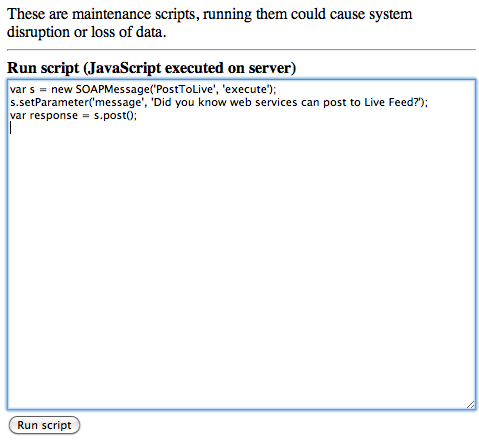 These are maintenance scripts, running them could cause system
disruption or loss of data.
Run script (JavaScript executed on server)
var s = new SOAPMessage('PostToLive', 'execute');
s.setParameter('message', 'Did you know web services can post to Live Feed?');
var response = s.post();
Run script